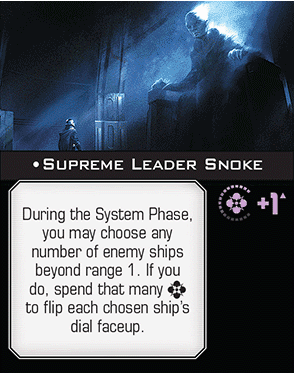 •Supreme Leader Snoke
During the System Phase,
you may choose any
number of enemy ships
beyond range 1. If you
do, spend that many
to flip each chosen ship's
dial faceup.
+1